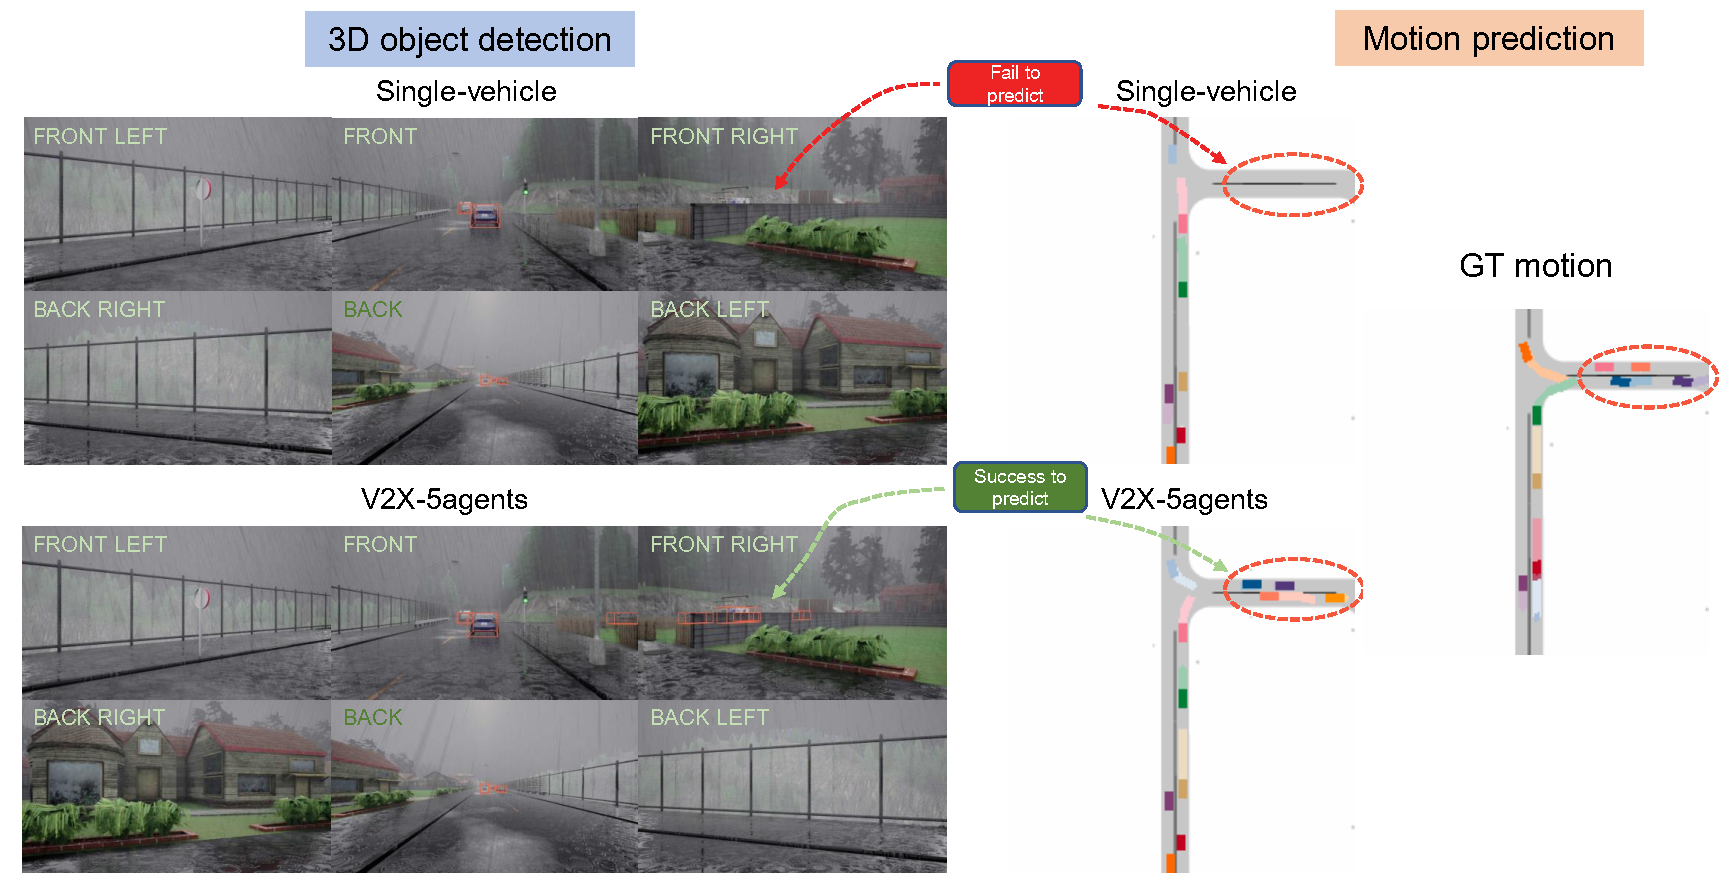 3D object detection
Motion prediction
Single-vehicle
Fail to
predict
Single-vehicle
FRONT LEFT
FRONT
FRONT RIGHT
BACK RIGHT
BACK
BACK LEFT
GT motion
V2X-5agents
Success to
predict
V2X-5agents
FRONT LEFT
FRONT
FRONT RIGHT
BACK RIGHT
BACK
BACK LEFT